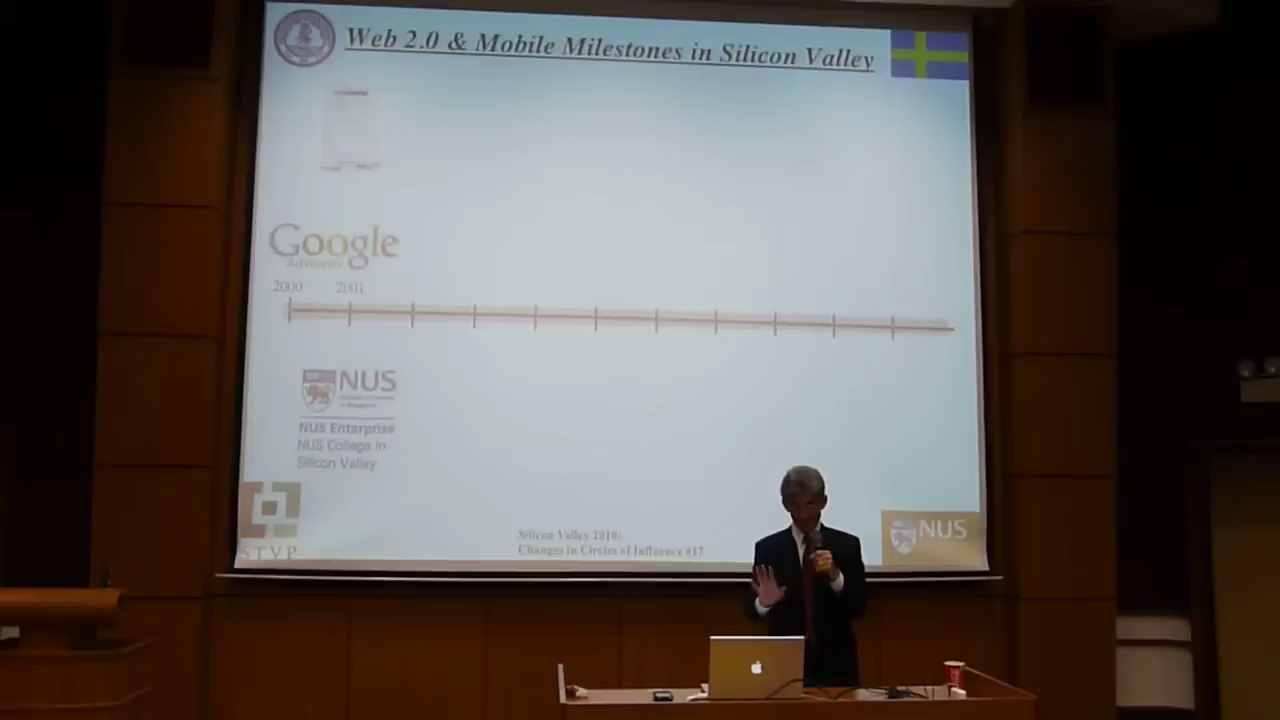 Web 2.0 & Mobile Milestones in Silicon Valley
Google
AdWords
2000 2001
NUS
NUS Enterprise
NUS College in
Silicon Valley
STVP
Silicon Valley 2010:
Changes in Circles of Influence #17
NUS